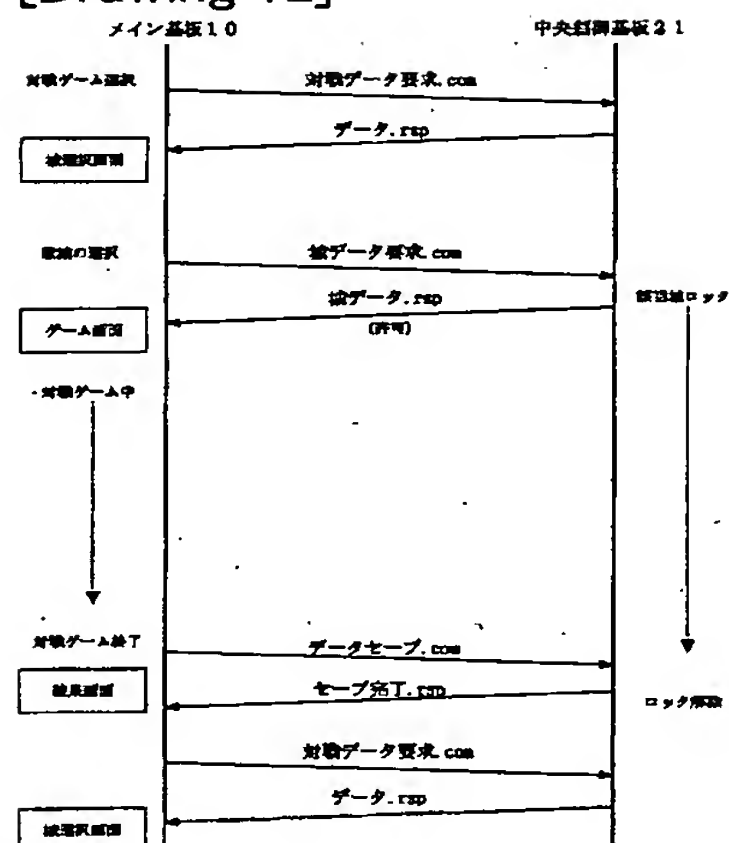 メイン基板10
中央制御基板21
対戦ゲーム選択
対戦データ要求.com
データ.rsp
城選択画面
敵城の選択
城データ要求.com
城データ.rsp
(許可)
該当城ロック
ゲーム画面
対戦ゲーム中
対戦ゲーム終了
データセーブ.com
結果画面
セーブ完了.rsp
ロック解除
対戦データ要求.com
データ.rsp
城選択画面